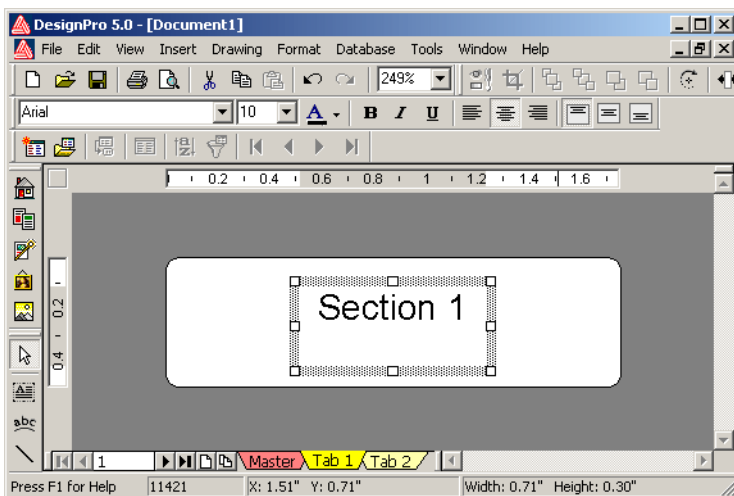 DesignPro 5.0 - [Document1]
File Edit View Insert Drawing Format Database Tools Window Help
249%
Arial 10 A B I U
0.2 0.4 0.6 0.8 1 1.2 1.4 1.6
0.2
0.4
Section 1
abc
1 Master Tab 1 Tab 2
Press F1 for Help 11421 X: 1.51" Y: 0.71" Width: 0.71" Height: 0.30"